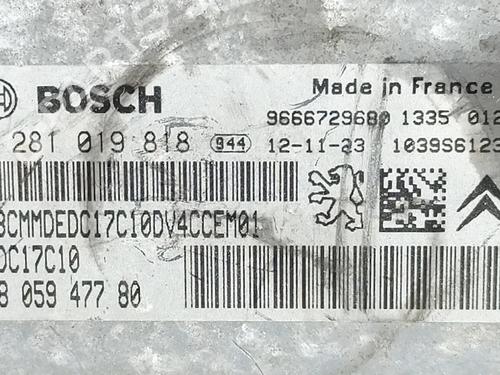 BOSCH
Made in France
9666729680 1335 012
281 019 818 944 12-11-23 1039S6123
BCMMDEDC17C10DV4CCEM01
DC17C10
8 059 477 80